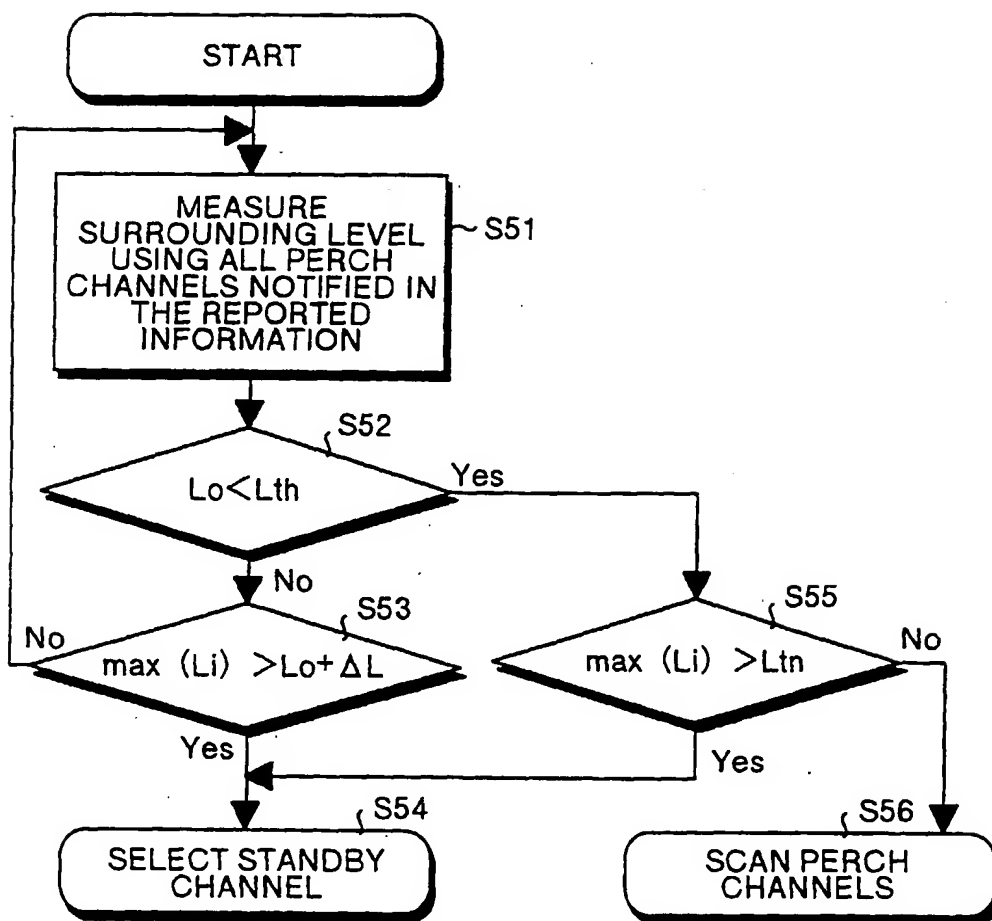 START
MEASURE
SURROUNDING LEVEL
USING ALL PERCH
CHANNELS NOTIFIED IN
THE REPORTED
INFORMATION
S51
S52
Lo<Lth
Yes
No
S53
No
max (Li) >Lo+ΔL
Yes
S55
max (Li) >Ltn
No
Yes
S54
SELECT STANDBY
CHANNEL
S56
SCAN PERCH
CHANNELS